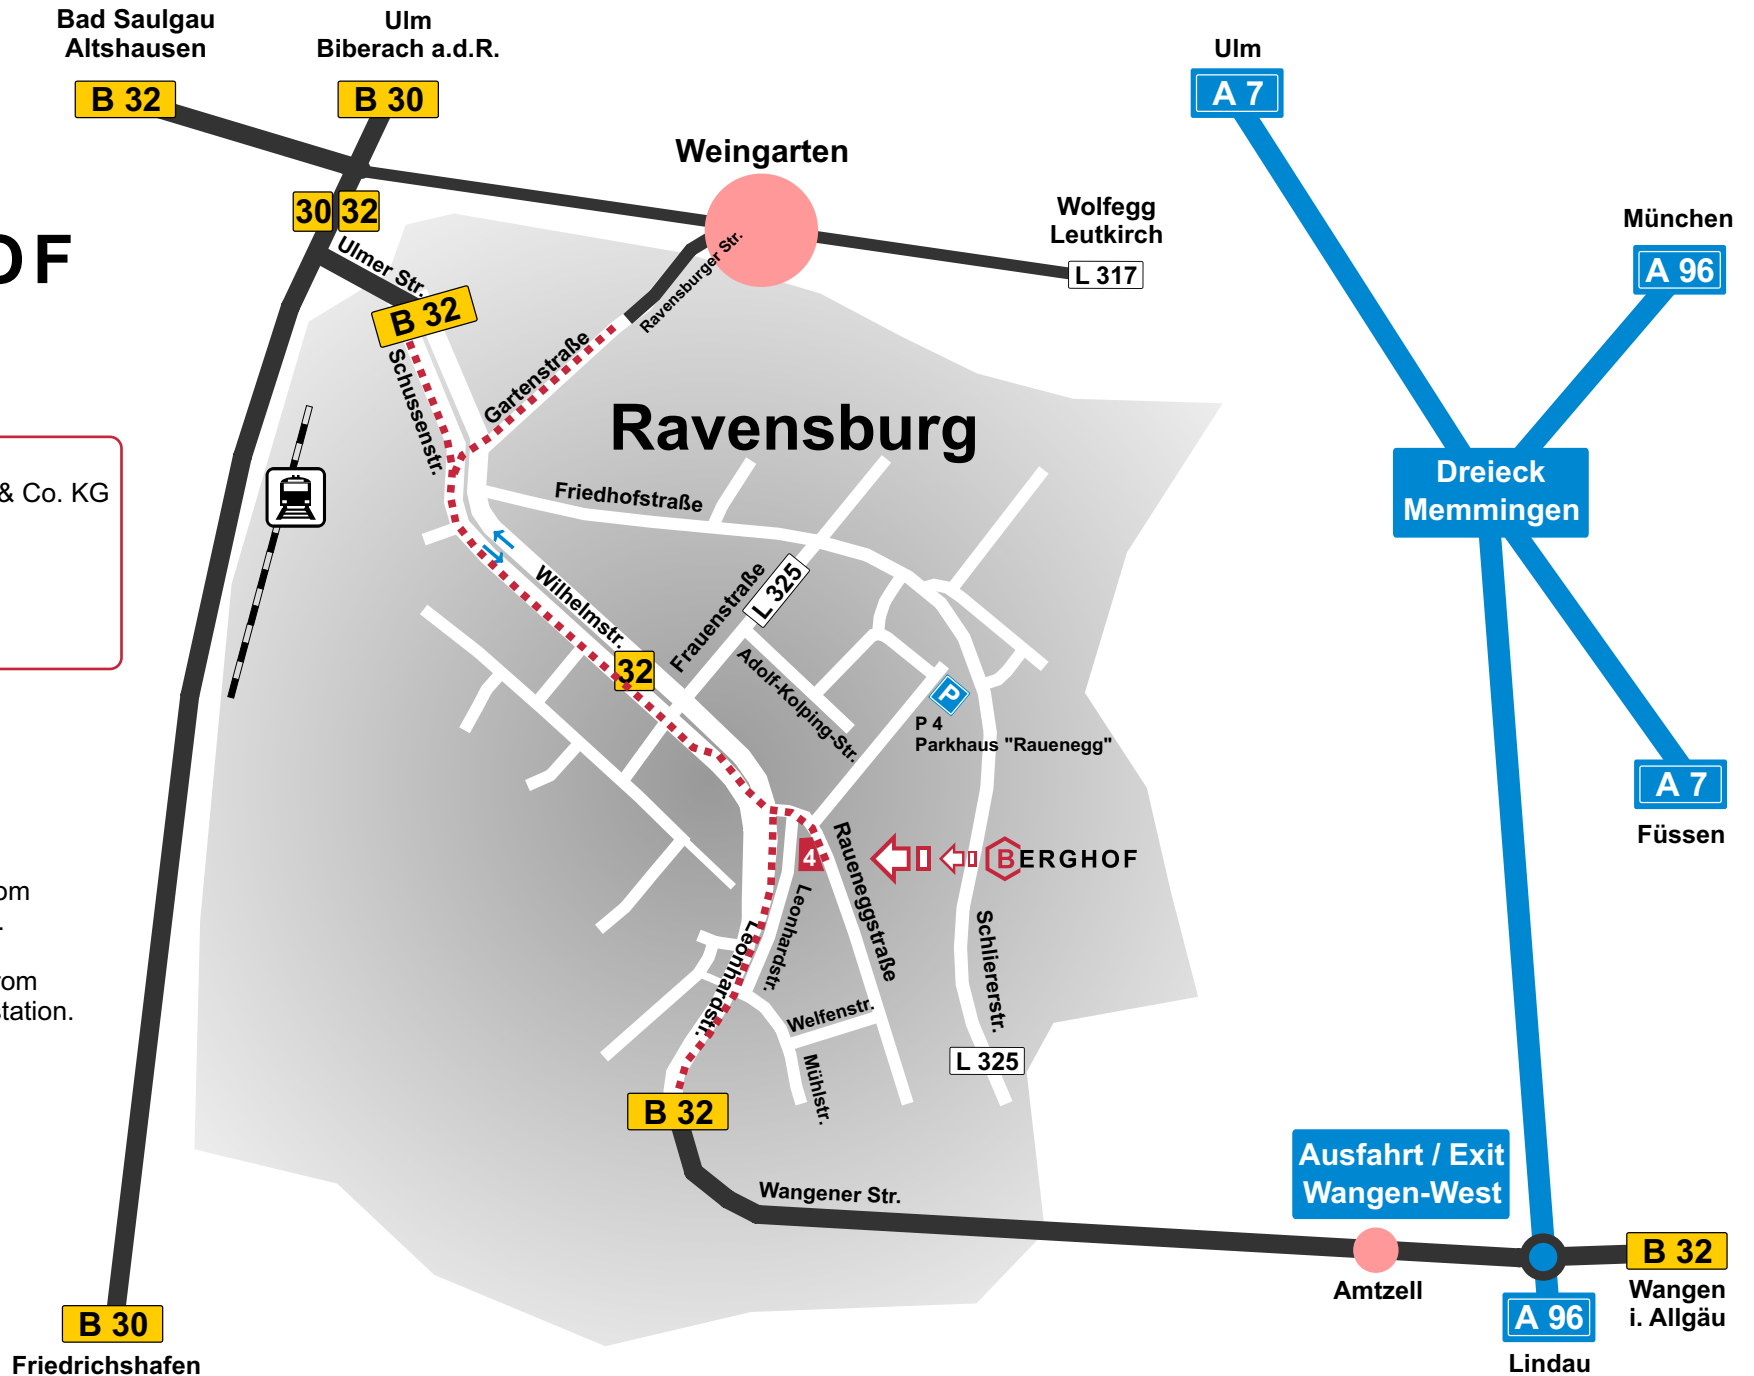 Bad Saulgau
Altshausen
B 32
Ulm
Biberach a.d.R.
B 30
Ulm
A 7
Weingarten
München
A 96
30 32
Wolfegg
Leutkirch
L 317
OF
Ulmer Str.
B 32
Ravensburger Str.
Schussenstr.
Gartenstraße
Ravensburg
& Co. KG
Friedhofstraße
Dreieck
Memmingen
Wilhelmstr.
Frauenstraße
L 325
32
Adolf-Kolping-Str.
P
P 4
Parkhaus "Rauenegg"
A 7
Füssen
4
Raueneggstraße
BERGHOF
om
.
rom
tation.
Leonhardstr.
Leonhardstr.
Schliererstr.
Welfenstr.
Mühlstr.
L 325
B 32
Wangener Str.
Ausfahrt / Exit
Wangen-West
Amtzell
B 32
Wangen
i. Allgäu
A 96
Lindau
B 30
Friedrichshafen